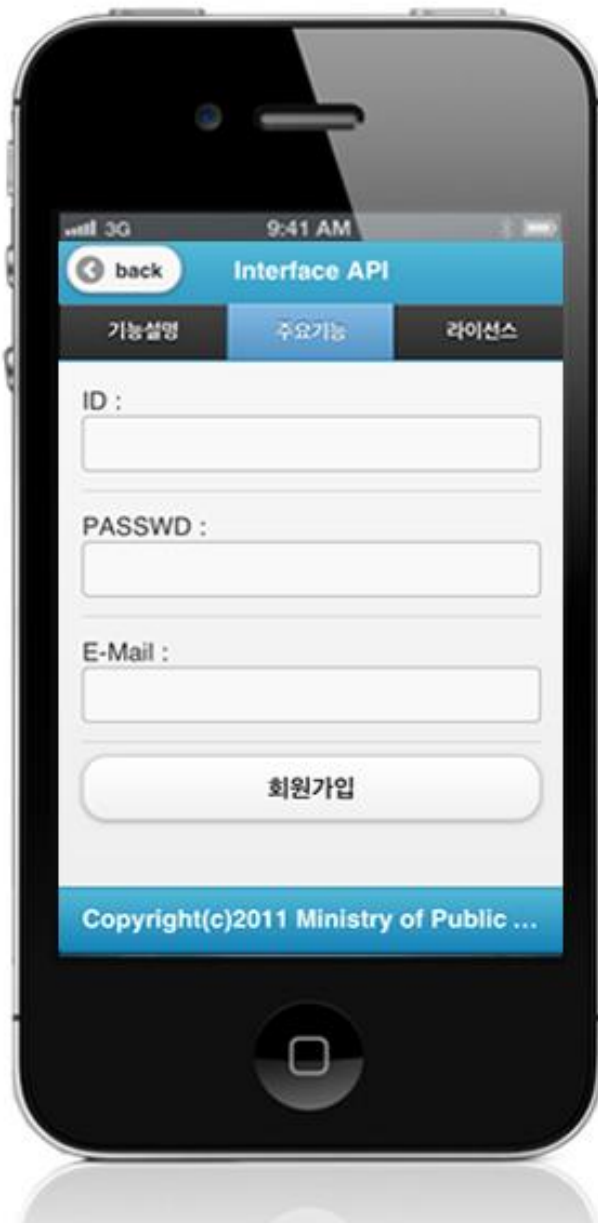 3G 9:41 AM
back Interface API
기능설명 주요기능 라이선스
ID :
PASSWD :
E-Mail :
회원가입
Copyright(c)2011 Ministry of Public ...